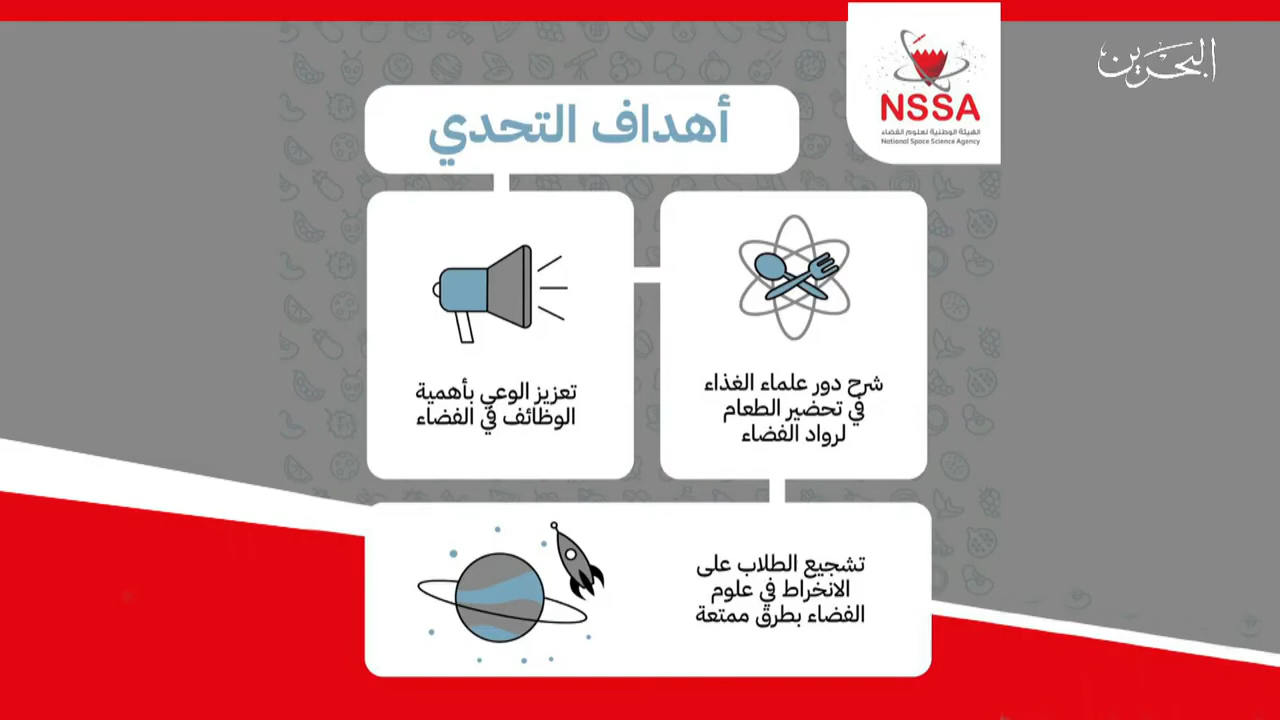 البحرين
NSSA
الهيئة الوطنية لعلوم الفضاء
National Space Science Agency
أهداف التحدي
شرح دور علماء الغذاء
في تحضير الطعام
لرواد الفضاء
تعزيز الوعي بأهمية
الوظائف في الفضاء
تشجيع الطلاب على
الانخراط في علوم
الفضاء بطرق ممتعة